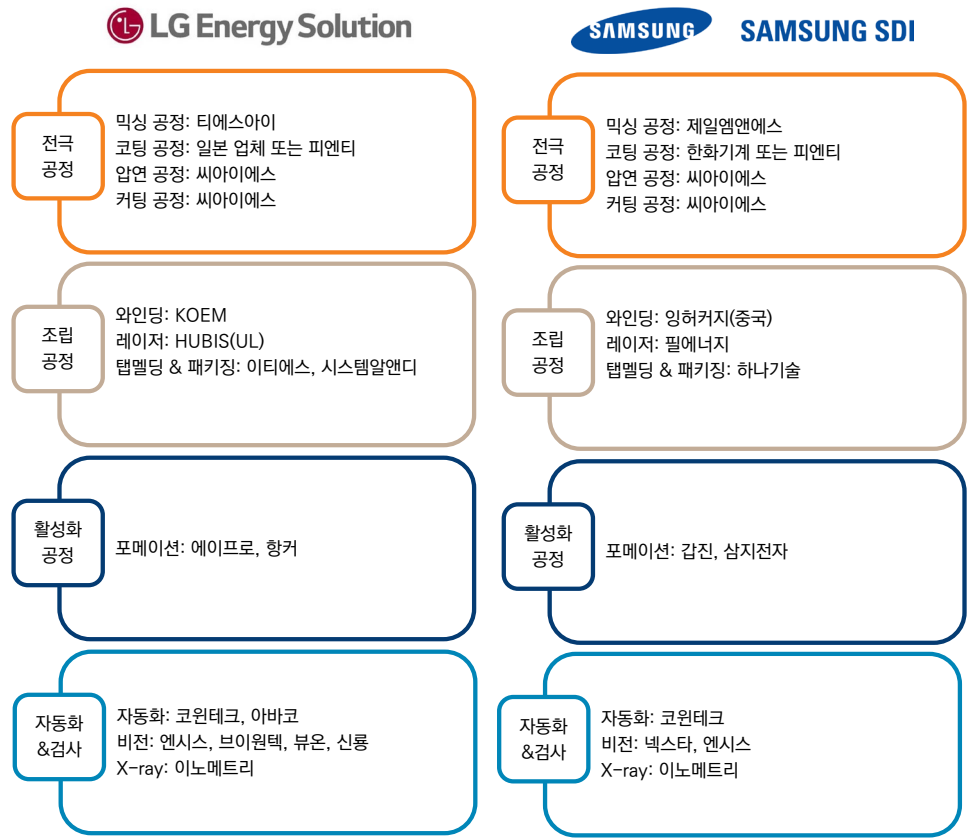 LG Energy Solution
전극
공정
믹싱 공정: 티에스아이
코팅 공정: 일본 업체 또는 피엔티
압연 공정: 씨아이에스
커팅 공정: 씨아이에스
조립
공정
와인딩: KOEM
레이저: HUBIS(UL)
탭멜딩 & 패키징: 이티에스, 시스템알앤디
활성화
공정
포메이션: 에이프로, 항커
자동화
&검사
자동화: 코윈테크, 아바코
비전: 엔시스, 브이원텍, 뷰온, 신룡
X-ray: 이노메트리
SAMSUNG SAMSUNG SDI
전극
공정
믹싱 공정: 제일엠앤에스
코팅 공정: 한화기계 또는 피엔티
압연 공정: 씨아이에스
커팅 공정: 씨아이에스
조립
공정
와인딩: 잉허커지(중국)
레이저: 필에너지
탭멜딩 & 패키징: 하나기술
활성화
공정
포메이션: 갑진, 삼지전자
자동화
&검사
자동화: 코윈테크
비전: 넥스타, 엔시스
X-ray: 이노메트리